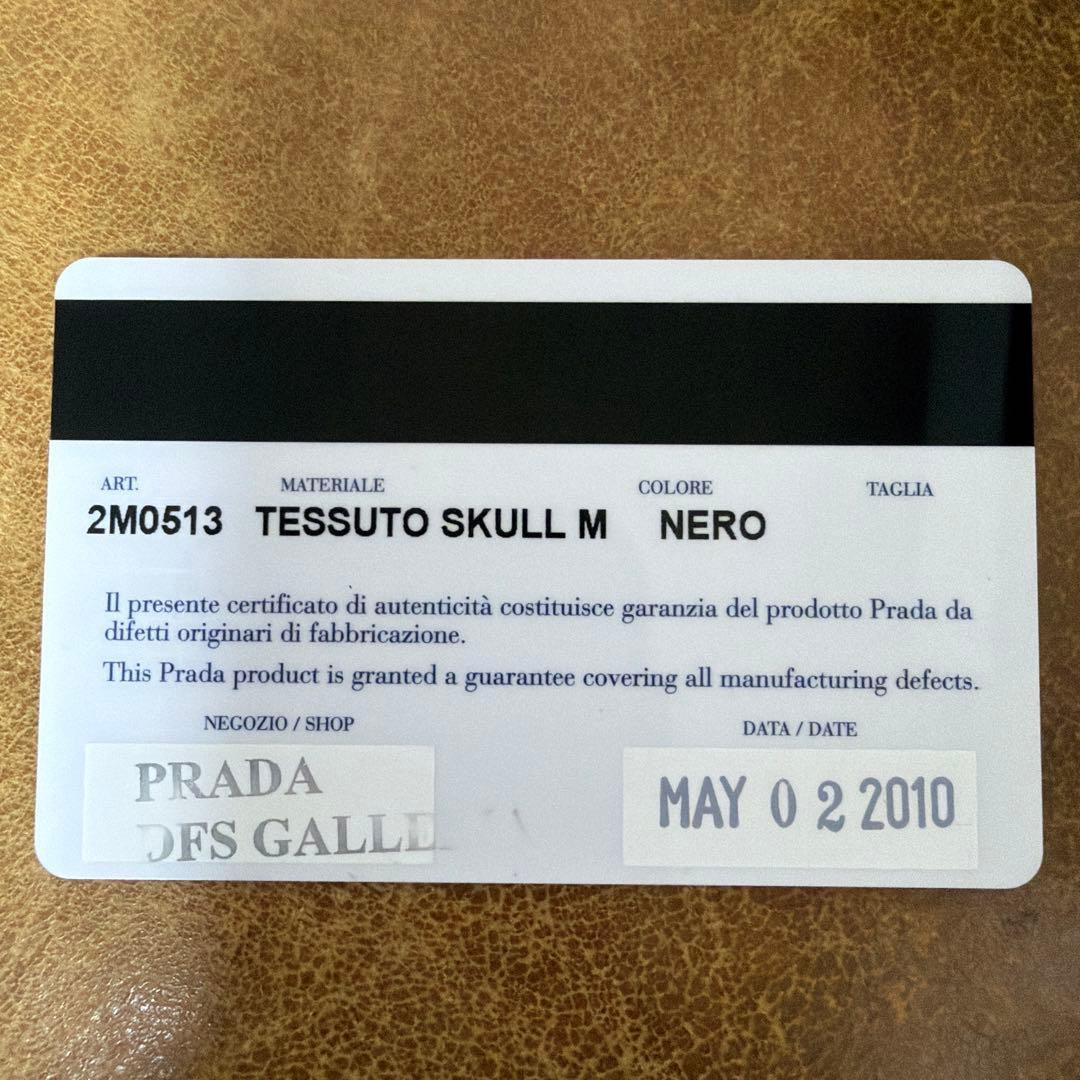 ART. MATERIALE COLORE TAGLIA
2M0513 TESSUTO SKULL M NERO
Il presente certificato di autenticità costituisce garanzia del prodotto Prada da
difetti originari di fabbricazione.
This Prada product is granted a guarantee covering all manufacturing defects.
NEGOZIO / SHOP DATA / DATE
PRADA MAY 0 2 2010
DFS GALLE